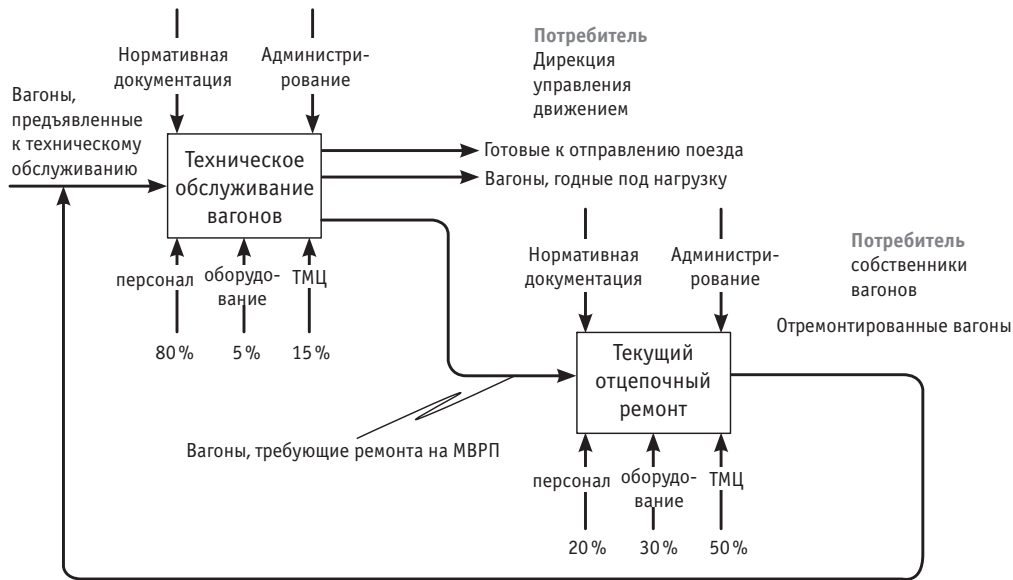 Нормативная
документация
Администри-
рование
Потребитель
Дирекция
управления
движением
Вагоны,
предъявленные
к техническому
обслуживанию
Техническое
обслуживание
вагонов
Готовые к отправлению поезда
Вагоны, годные под нагрузку
персонал
оборудо-
вание
ТМЦ
80 %
5 %
15 %
Нормативная
документация
Администри-
рование
Потребитель
собственники
вагонов
Отремонтированные вагоны
Текущий
отцепочный
ремонт
Вагоны, требующие ремонта на МВРП
персонал
оборудо-
вание
ТМЦ
20 %
30 %
50 %